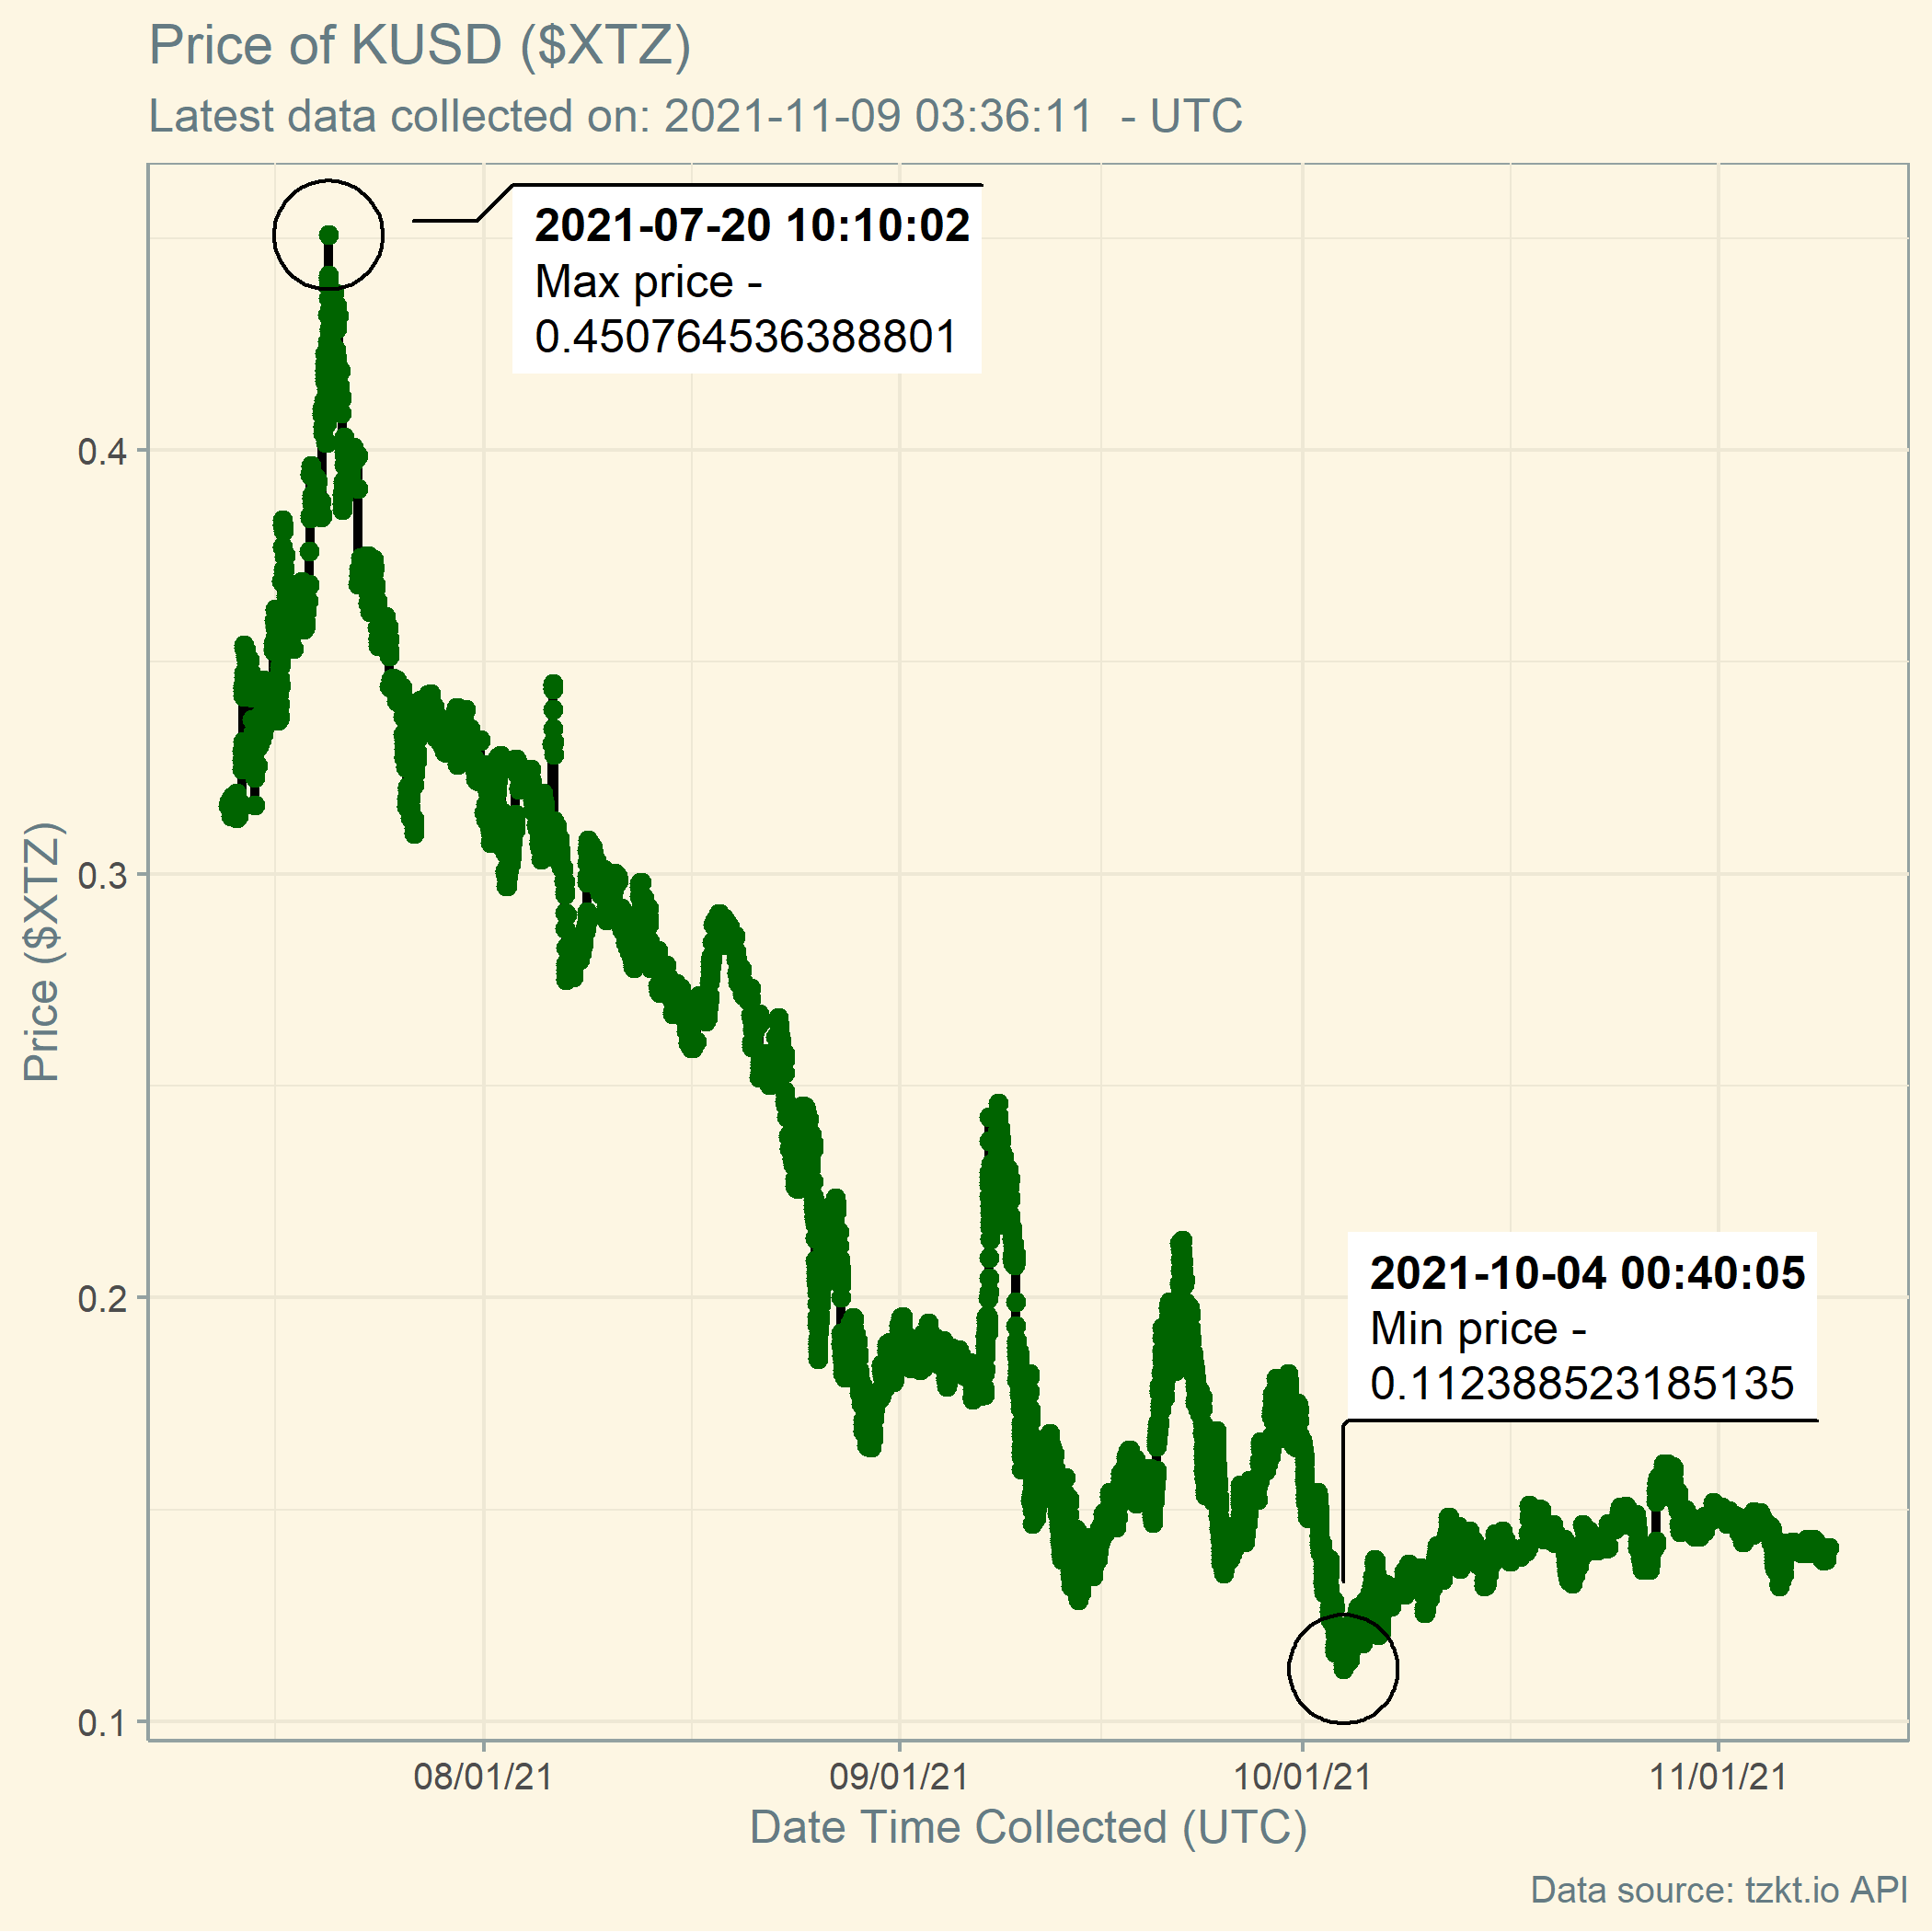 Price of KUSD ($XTZ)
Latest data collected on: 2021-11-09 03:36:11  - UTC
2021-07-20 10:10:02
Max price -
0.450764536388801
0.4
0.3
0.2
0.1
Price ($XTZ)
2021-10-04 00:40:05
Min price -
0.112388523185135
08/01/21
09/01/21
10/01/21
11/01/21
Date Time Collected (UTC)
Data source: tzkt.io API